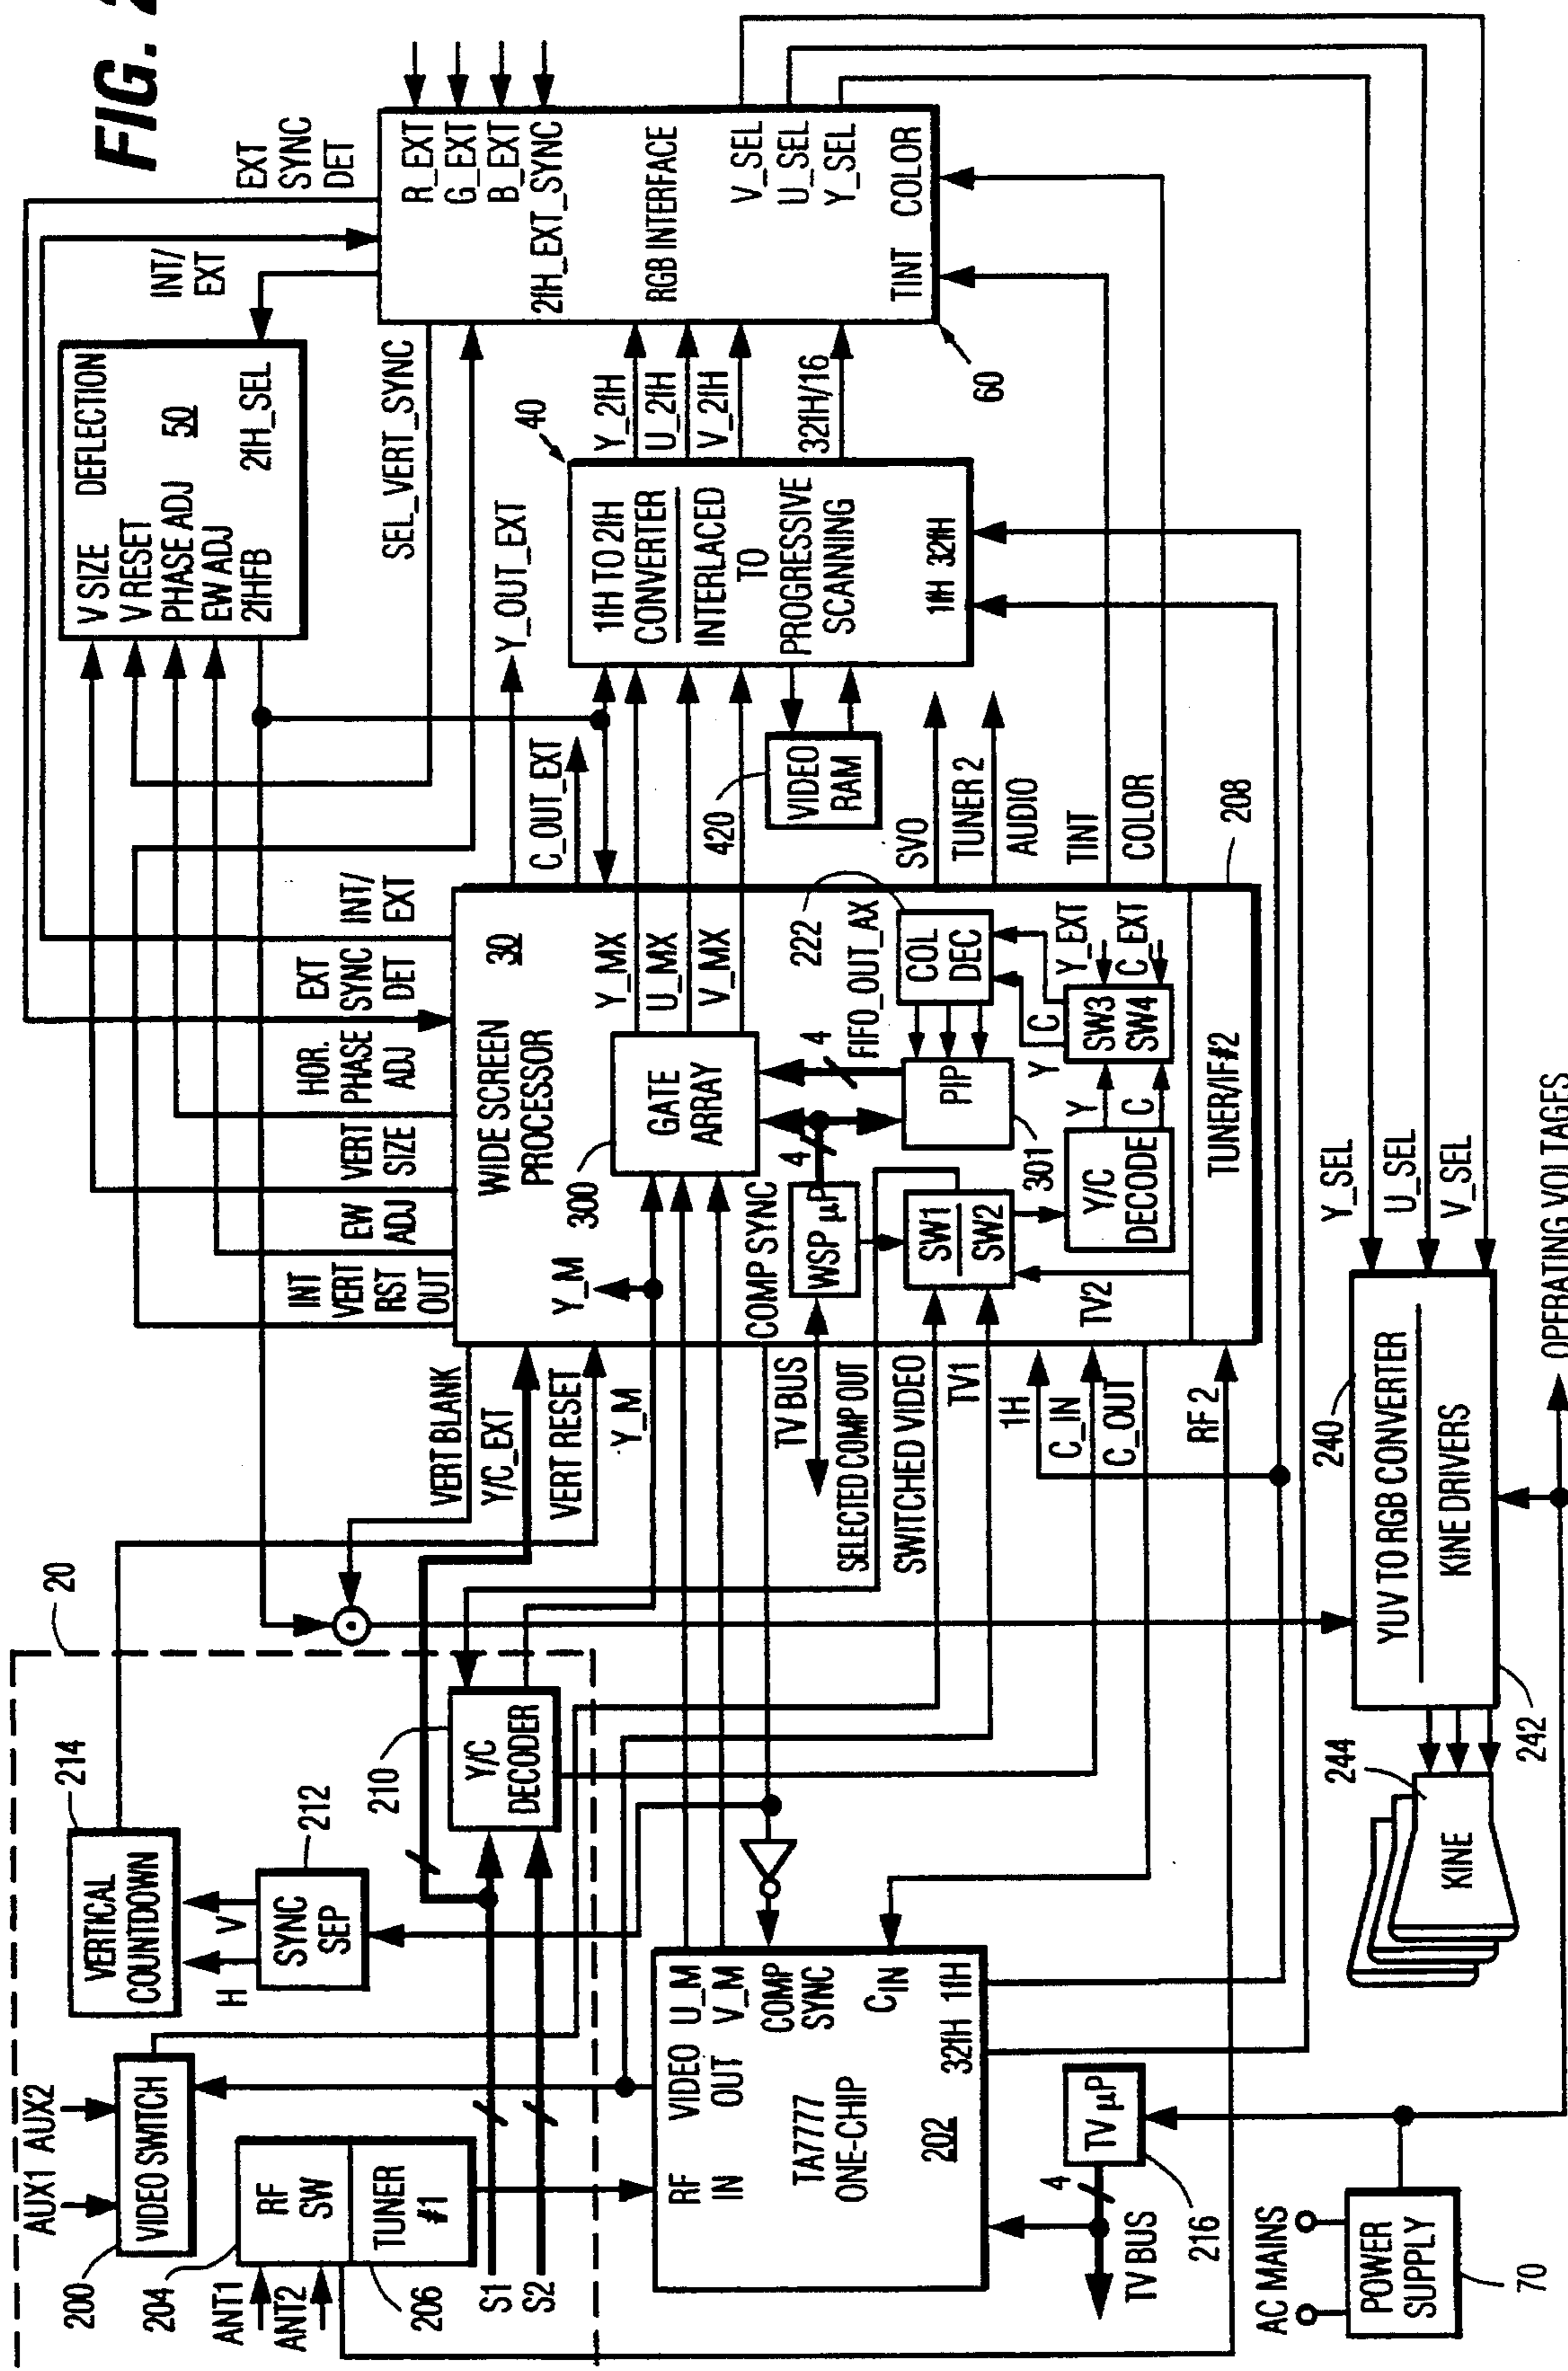 FIG. 2
20
AUX1 AUX2
200
VIDEO SWITCH
204
RF
SW
TUNER
#1
206
ANT1
ANT2
S1
S2
214
VERTICAL
COUNTDOWN
H
V
SYNC
SEP
212
210
Y/C
DECODER
RF
IN
VIDEO
OUT
U_M
V_M
COMP
SYNC
CIN
TA7777
ONE-CHIP
202
32fH 1fH
TV µP
4
TV BUS
216
AC MAINS
POWER
SUPPLY
70
VERT BLANK
Y/C_EXT
VERT RESET
Y_M
TV BUS
SELECTED COMP OUT
SWITCHED VIDEO
TV1
1H
C_IN
C_OUT
RF 2
INT
VERT
RST
OUT
EW
ADJ
VERT
SIZE
HOR.
PHASE
ADJ
EXT
SYNC
DET
INT/
EXT
WIDE SCREEN
PROCESSOR
30
Y_M
300
GATE
ARRAY
Y_MX
U_MX
V_MX
COMP SYNC
WSP µP
4
4
FIFO_OUT_AX
222
PIP
301
COL
DEC
SW1
SW2
TV2
Y/C
DECODE
Y
C
Y
C
SW3
SW4
Y_EXT
C_EXT
TUNER/IF#2
208
Y_OUT_EXT
C_OUT_EXT
420
VIDEO
RAM
SVO
TUNER 2
AUDIO
TINT
COLOR
V SIZE
DEFLECTION
V RESET
PHASE ADJ
50
EW ADJ
2fHFB
2fH_SEL
SEL_VERT_SYNC
INT/
EXT
EXT
SYNC
DET
40
1fH TO 2fH
CONVERTER
INTERLACED
TO
PROGRESSIVE
SCANNING
1fH 32fH
Y_2fH
U_2fH
V_2fH
32fH/16
60
R_EXT
G_EXT
B_EXT
2fH_EXT_SYNC
RGB INTERFACE
V_SEL
U_SEL
Y_SEL
TINT
COLOR
Y_SEL
U_SEL
V_SEL
240
YUV TO RGB CONVERTER
KINE DRIVERS
242
244
KINE
OPERATING VOLTAGES